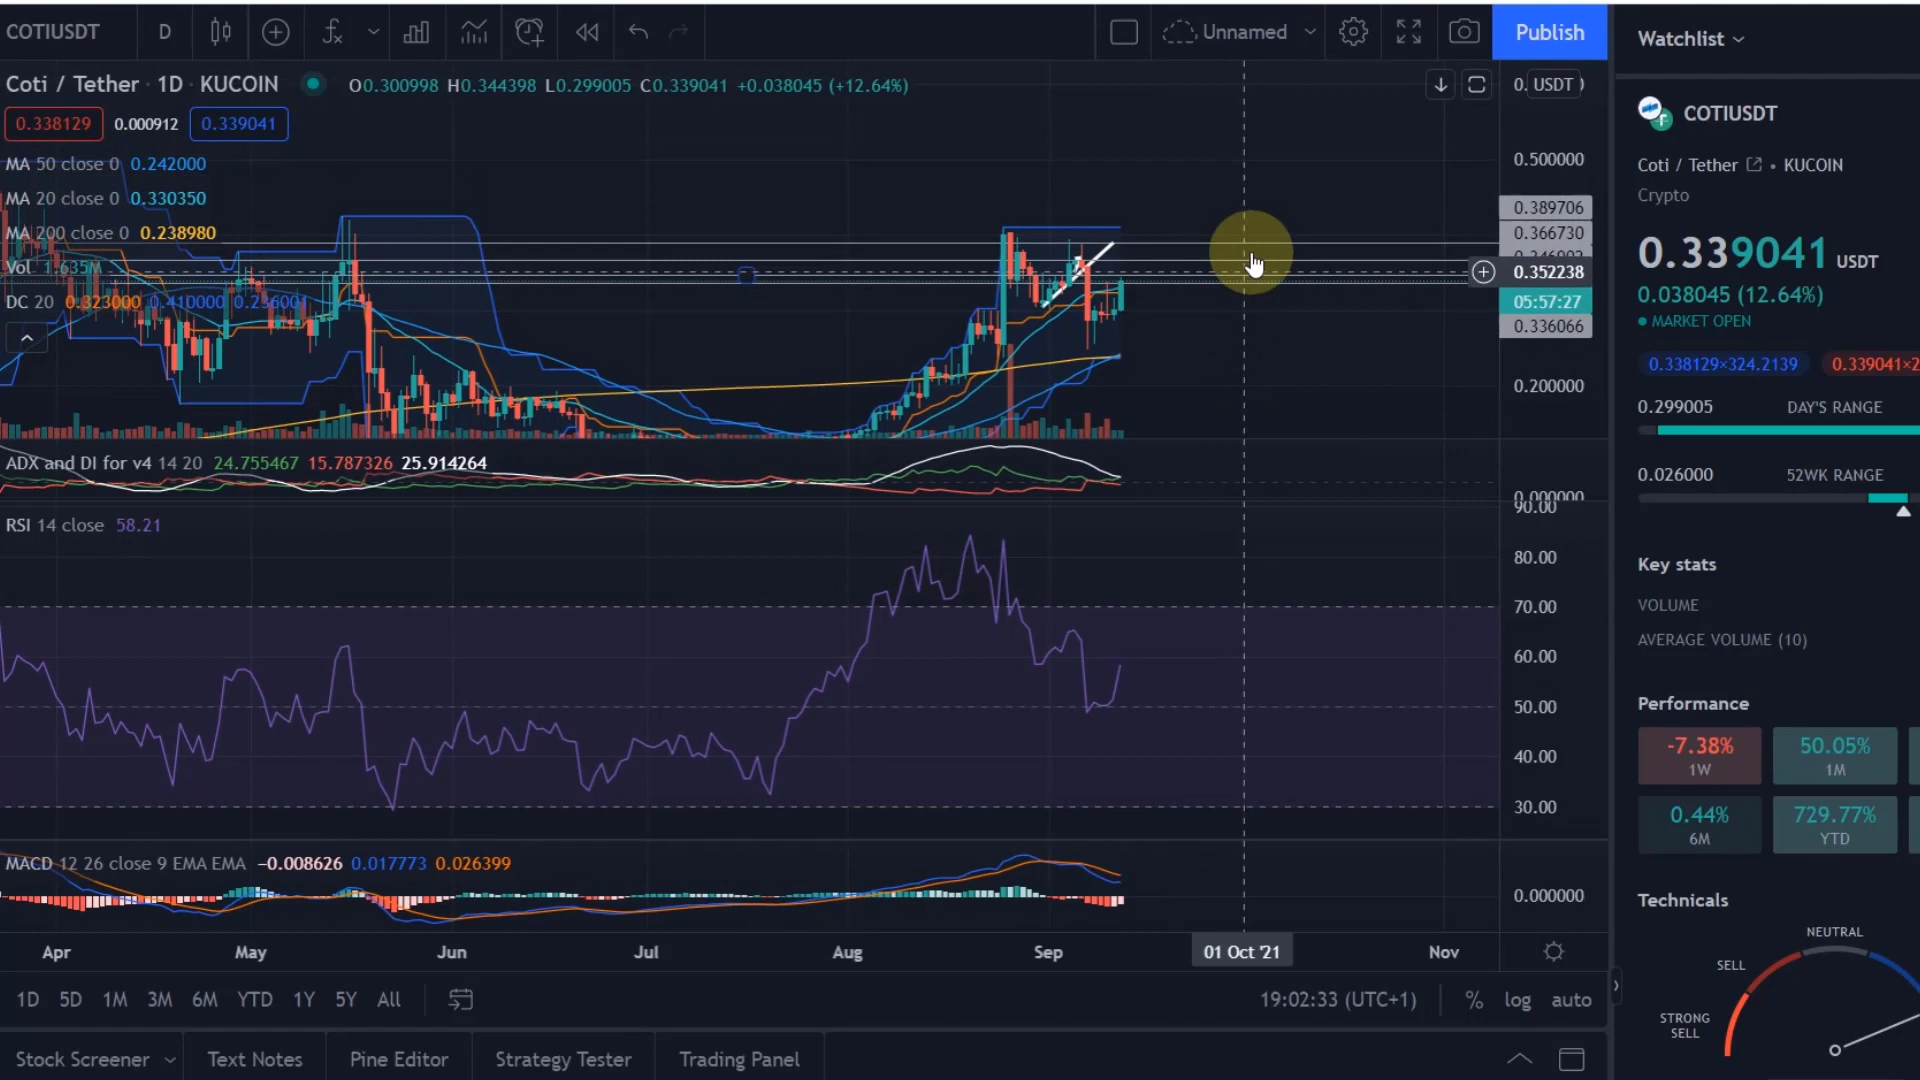 COTIUSDT D Unnamed Publish
Watchlist
Coti / Tether · 1D · KUCOIN O0.300998 H0.344398 L0.299005 C0.339041 +0.038045 (+12.64%)
USDT
0.338129 0.000912 0.339041
MA 50 close 0 0.242000
MA 20 close 0 0.330350
MA 200 close 0 0.238980
Vol 1.635M
DC 20 0.323000 0.410000 0.236001
0.500000
0.389706
0.366730
0.352238
05:57:27
0.336066
0.200000
ADX and DI for v4 14 20 24.755467 15.787326 25.914264
0.000000
RSI 14 close 58.21
90.00
80.00
70.00
60.00
50.00
40.00
30.00
MACD 12 26 close 9 EMA EMA −0.008626 0.017773 0.026399
0.000000
Apr May Jun Jul Aug Sep 01 Oct '21 Nov
1D 5D 1M 3M 6M YTD 1Y 5Y All
19:02:33 (UTC+1) % log auto
Stock Screener Text Notes Pine Editor Strategy Tester Trading Panel
COTIUSDT
Coti / Tether • KUCOIN
Crypto
0.339041 USDT
0.038045 (12.64%)
MARKET OPEN
0.338129×324.2139 0.339041×2
0.299005 DAY'S RANGE
0.026000 52WK RANGE
Key stats
VOLUME
AVERAGE VOLUME (10)
Performance
-7.38% 50.05%
1W 1M
0.44% 729.77%
6M YTD
Technicals
NEUTRAL
SELL
STRONG
SELL